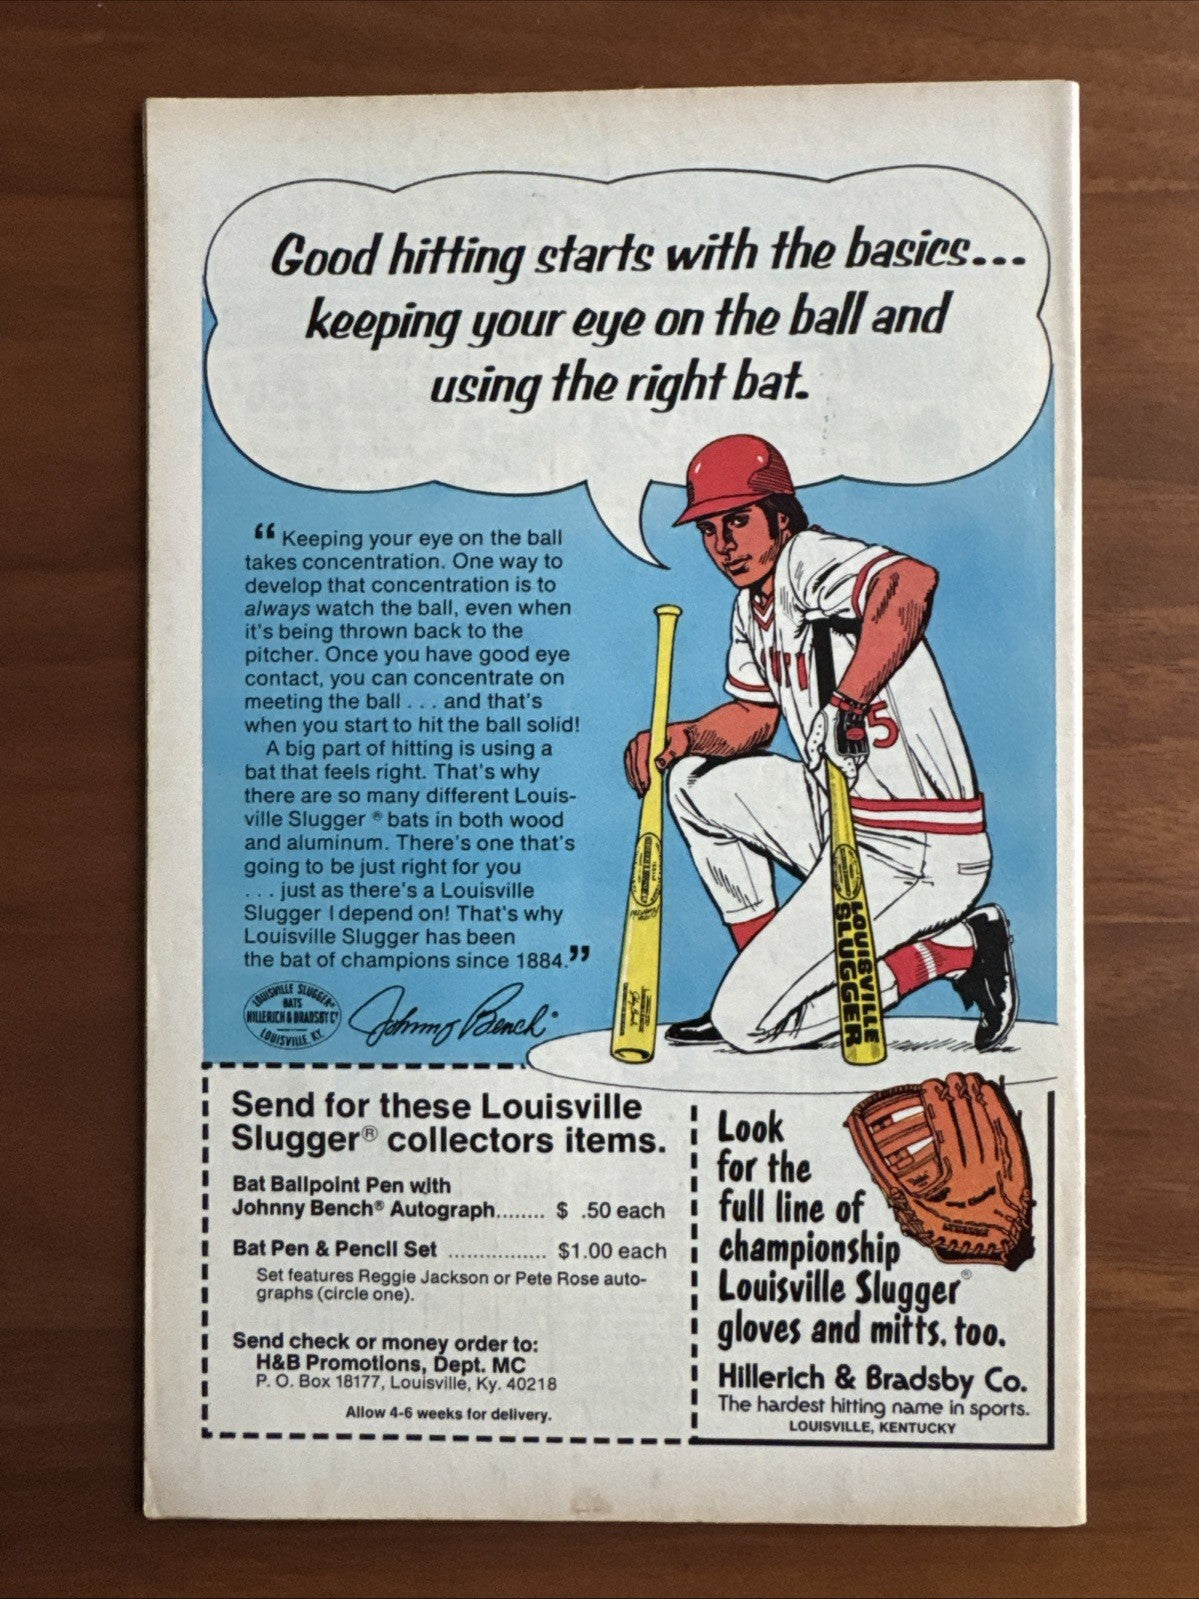 Good hitting starts with the basics...
keeping your eye on the ball and
using the right bat.
“ Keeping your eye on the ball
takes concentration. One way to
develop that concentration is to
always watch the ball, even when
it's being thrown back to the
pitcher. Once you have good eye
contact, you can concentrate on
meeting the ball . . . and that's
when you start to hit the ball solid!
A big part of hitting is using a
bat that feels right. That's why
there are so many different Louis-
ville Slugger ® bats in both wood
and aluminum. There's one that's
going to be just right for you
. . . just as there's a Louisville
Slugger I depend on! That's why
Louisville Slugger has been
the bat of champions since 1884.”
LOUISVILLE SLUGGER®
BATS
HILLERICH & BRADSBY Cº
LOUISVILLE, KY.
Johnny Bench®
5
LOUISVILLE
SLUGGER
Send for these Louisville
Slugger® collectors items.
Bat Ballpoint Pen with
Johnny Bench® Autograph........ $ .50 each
Bat Pen & Pencil Set ................ $1.00 each
Set features Reggie Jackson or Pete Rose auto-
graphs (circle one).
Send check or money order to:
H&B Promotions, Dept. MC
P. O. Box 18177, Louisville, Ky. 40218
Allow 4-6 weeks for delivery.
Look
for the
full line of
championship
Louisville Slugger®
gloves and mitts, too.
Hillerich & Bradsby Co.
The hardest hitting name in sports.
LOUISVILLE, KENTUCKY